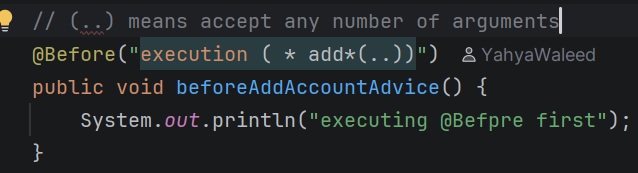 // (..) means accept any number of arguments
@Before("execution ( * add*(..))") YahyaWaleed
public void beforeAddAccountAdvice() {
System.out.println("executing @Befpre first");
}